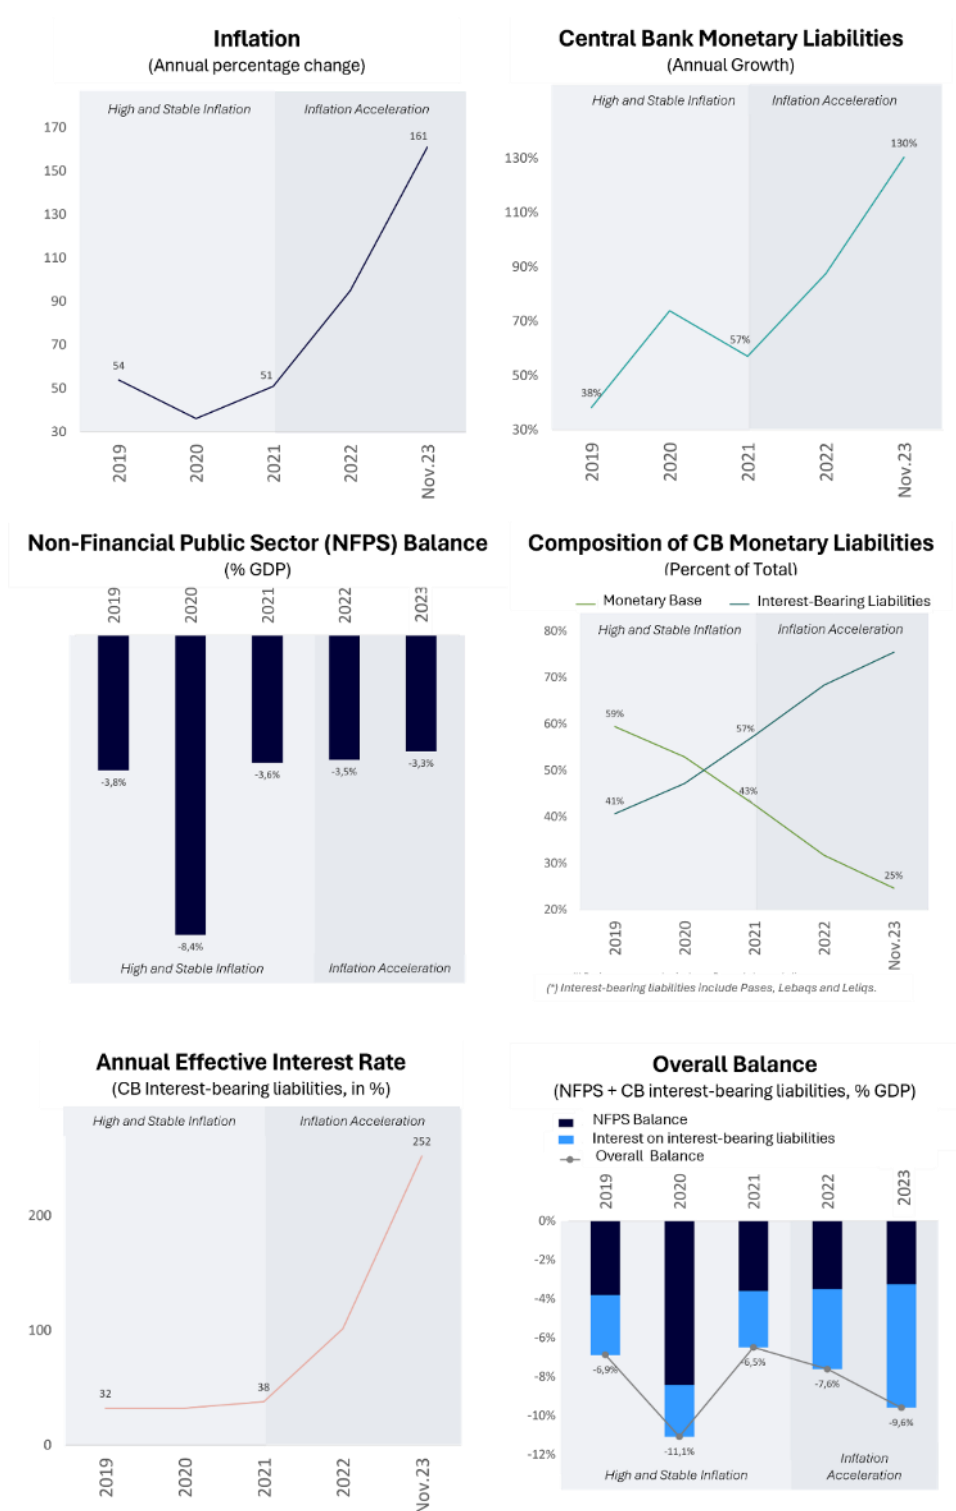 Inflation
(Annual percentage change)
High and Stable Inflation
Inflation Acceleration
170
150
130
110
90
70
50
30
54
51
161
2019
2020
2021
2022
Nov.23
Central Bank Monetary Liabilities
(Annual Growth)
High and Stable Inflation
Inflation Acceleration
130%
110%
90%
70%
50%
30%
38%
57%
130%
2019
2020
2021
2022
Nov.23
Non-Financial Public Sector (NFPS) Balance
(% GDP)
2019
2020
2021
2022
2023
-3,8%
-8,4%
-3,6%
-3,5%
-3,3%
High and Stable Inflation
Inflation Acceleration
Composition of CB Monetary Liabilities
(Percent of Total)
Monetary Base
Interest-Bearing Liabilities
High and Stable Inflation
Inflation Acceleration
80%
70%
60%
50%
40%
30%
20%
59%
41%
57%
43%
25%
2019
2020
2021
2022
Nov.23
(*) Interest-bearing liabilities include Pases, Lebaqs and Leliqs.
Annual Effective Interest Rate
(CB Interest-bearing liabilities, in %)
High and Stable Inflation
Inflation Acceleration
200
100
0
32
38
252
2019
2020
2021
2022
Nov.23
Overall Balance
(NFPS + CB interest-bearing liabilities, % GDP)
NFPS Balance
Interest on interest-bearing liabilities
Overall Balance
2019
2020
2021
2022
2023
0%
-2%
-4%
-6%
-8%
-10%
-12%
-6,9%
-11,1%
-6,5%
-7,6%
-9,6%
High and Stable Inflation
Inflation
Acceleration